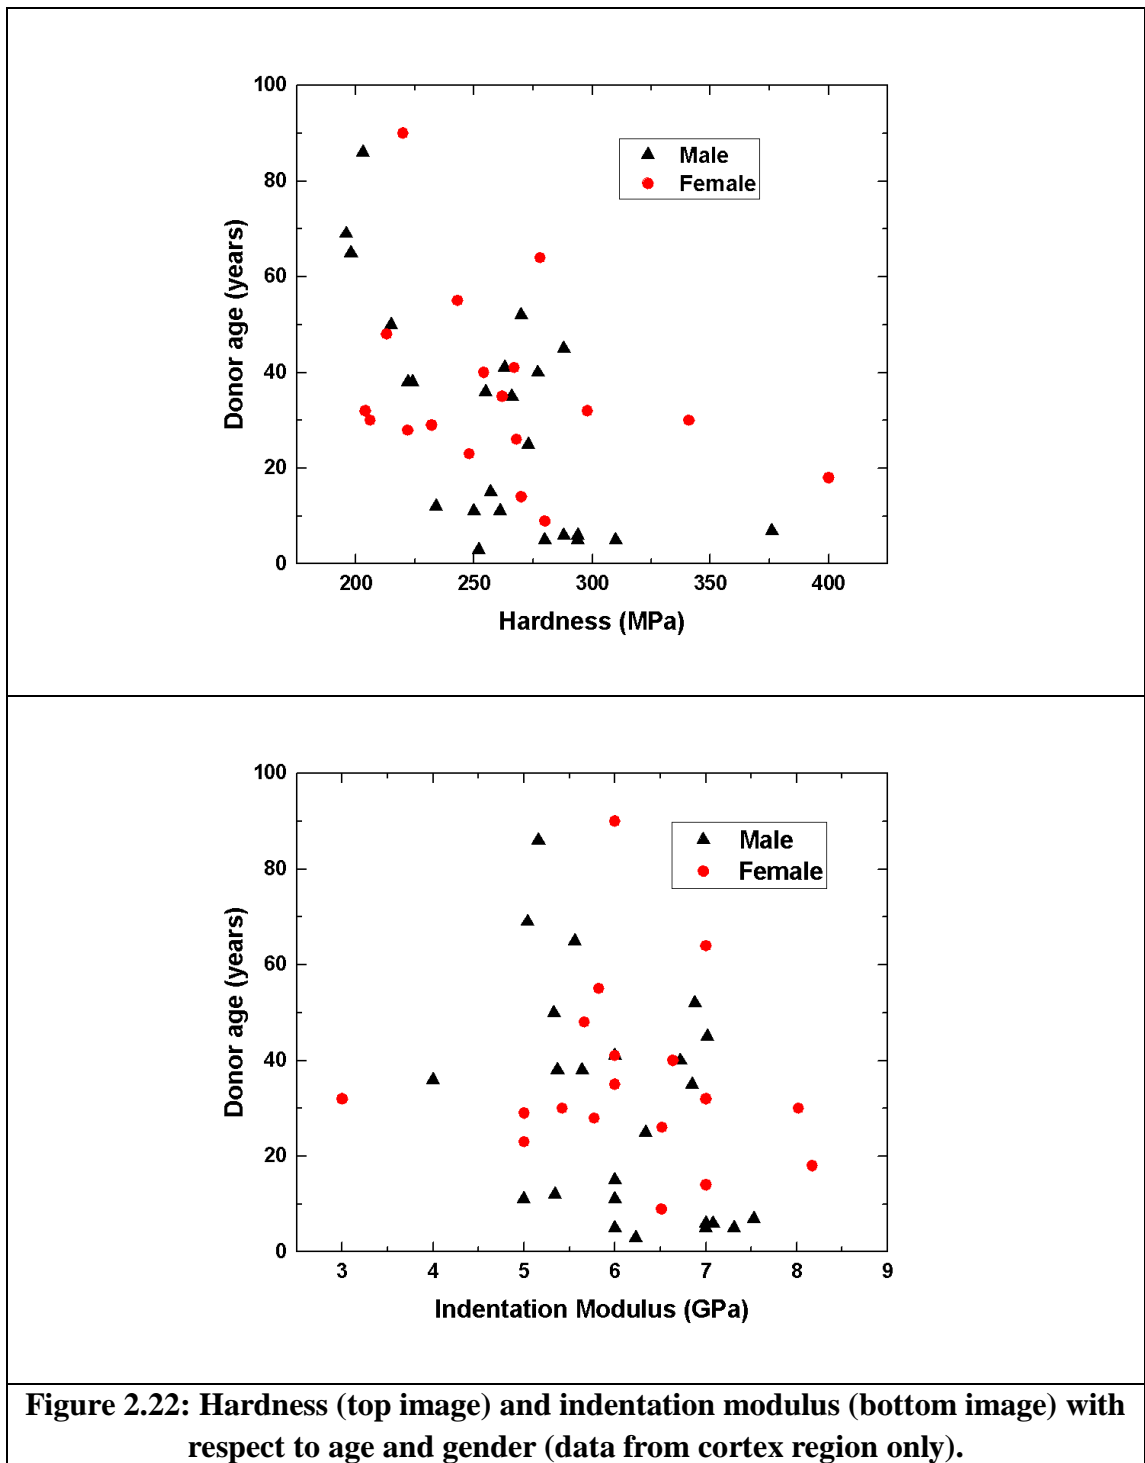 100
80
60
40
20
0
Donor age (years)
Male
Female
200 250 300 350 400
Hardness (MPa)
100
80
60
40
20
0
Donor age (years)
Male
Female
3 4 5 6 7 8 9
Indentation Modulus (GPa)
Figure 2.22: Hardness (top image) and indentation modulus (bottom image) with
respect to age and gender (data from cortex region only).